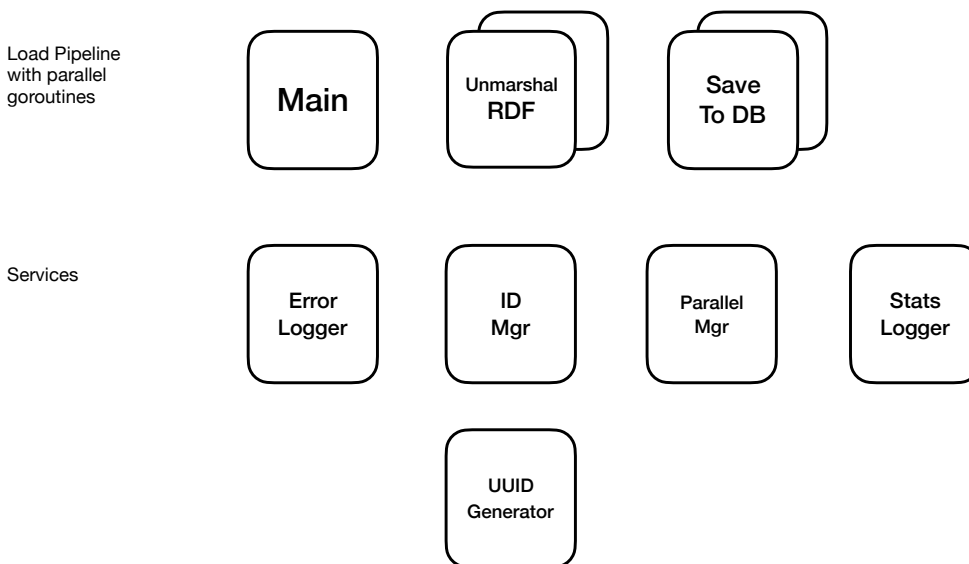 Load Pipeline
with parallel
goroutines
Main
Unmarshal
RDF
Save
To DB
Services
Error
Logger
ID
Mgr
Parallel
Mgr
Stats
Logger
UUID
Generator